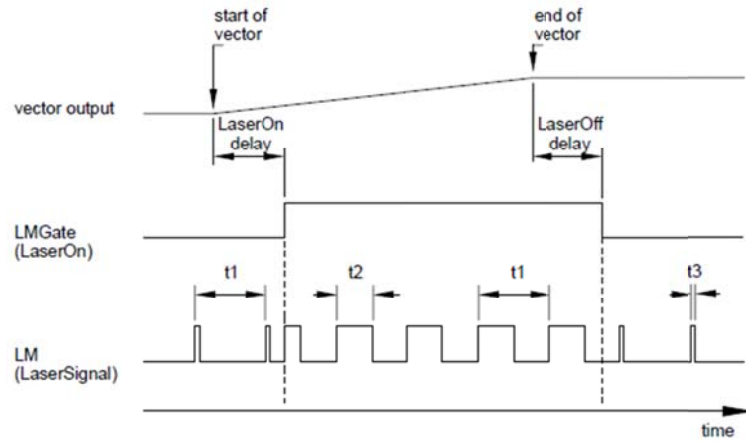 start of
vector
end of
vector
vector output
LaserOn
delay
LaserOff
delay
LMGate
(LaserOn)
t1
t2
t1
t3
LM
(LaserSignal)
time